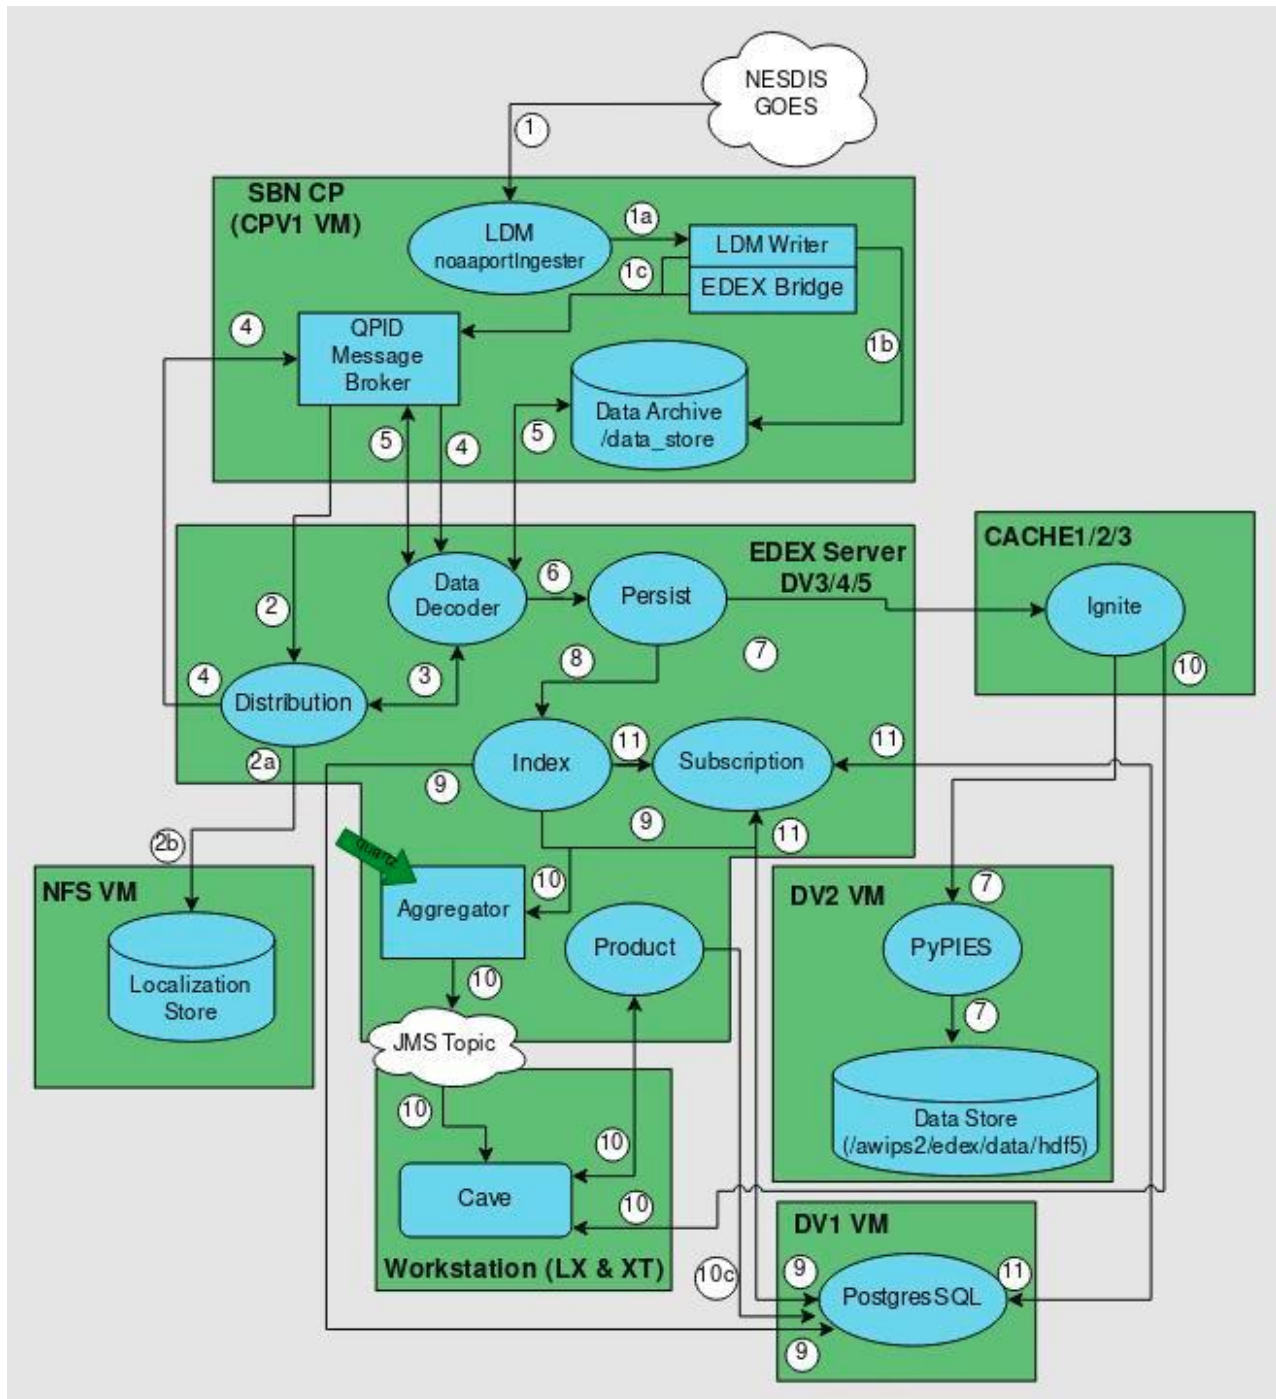 NESDIS
GOES
1
SBN CP
(CPV1 VM)
LDM
noaaportIngester
1a
LDM Writer
EDEX Bridge
1c
1b
4
QPID
Message
Broker
Data Archive
/data_store
5
4
5
EDEX Server
DV3/4/5
CACHE1/2/3
Data
Decoder
6
Persist
Ignite
2
8
7
10
4
3
Distribution
2a
Index
11
Subscription
11
9
9
11
2b
NFS VM
Localization
Store
QUARTZ
Aggregator
10
Product
10
JMS Topic
10
10
Cave
10
Workstation (LX & XT)
DV2 VM
7
PyPIES
7
Data Store
(/awips2/edex/data/hdf5)
DV1 VM
10c
9
11
PostgresSQL
9